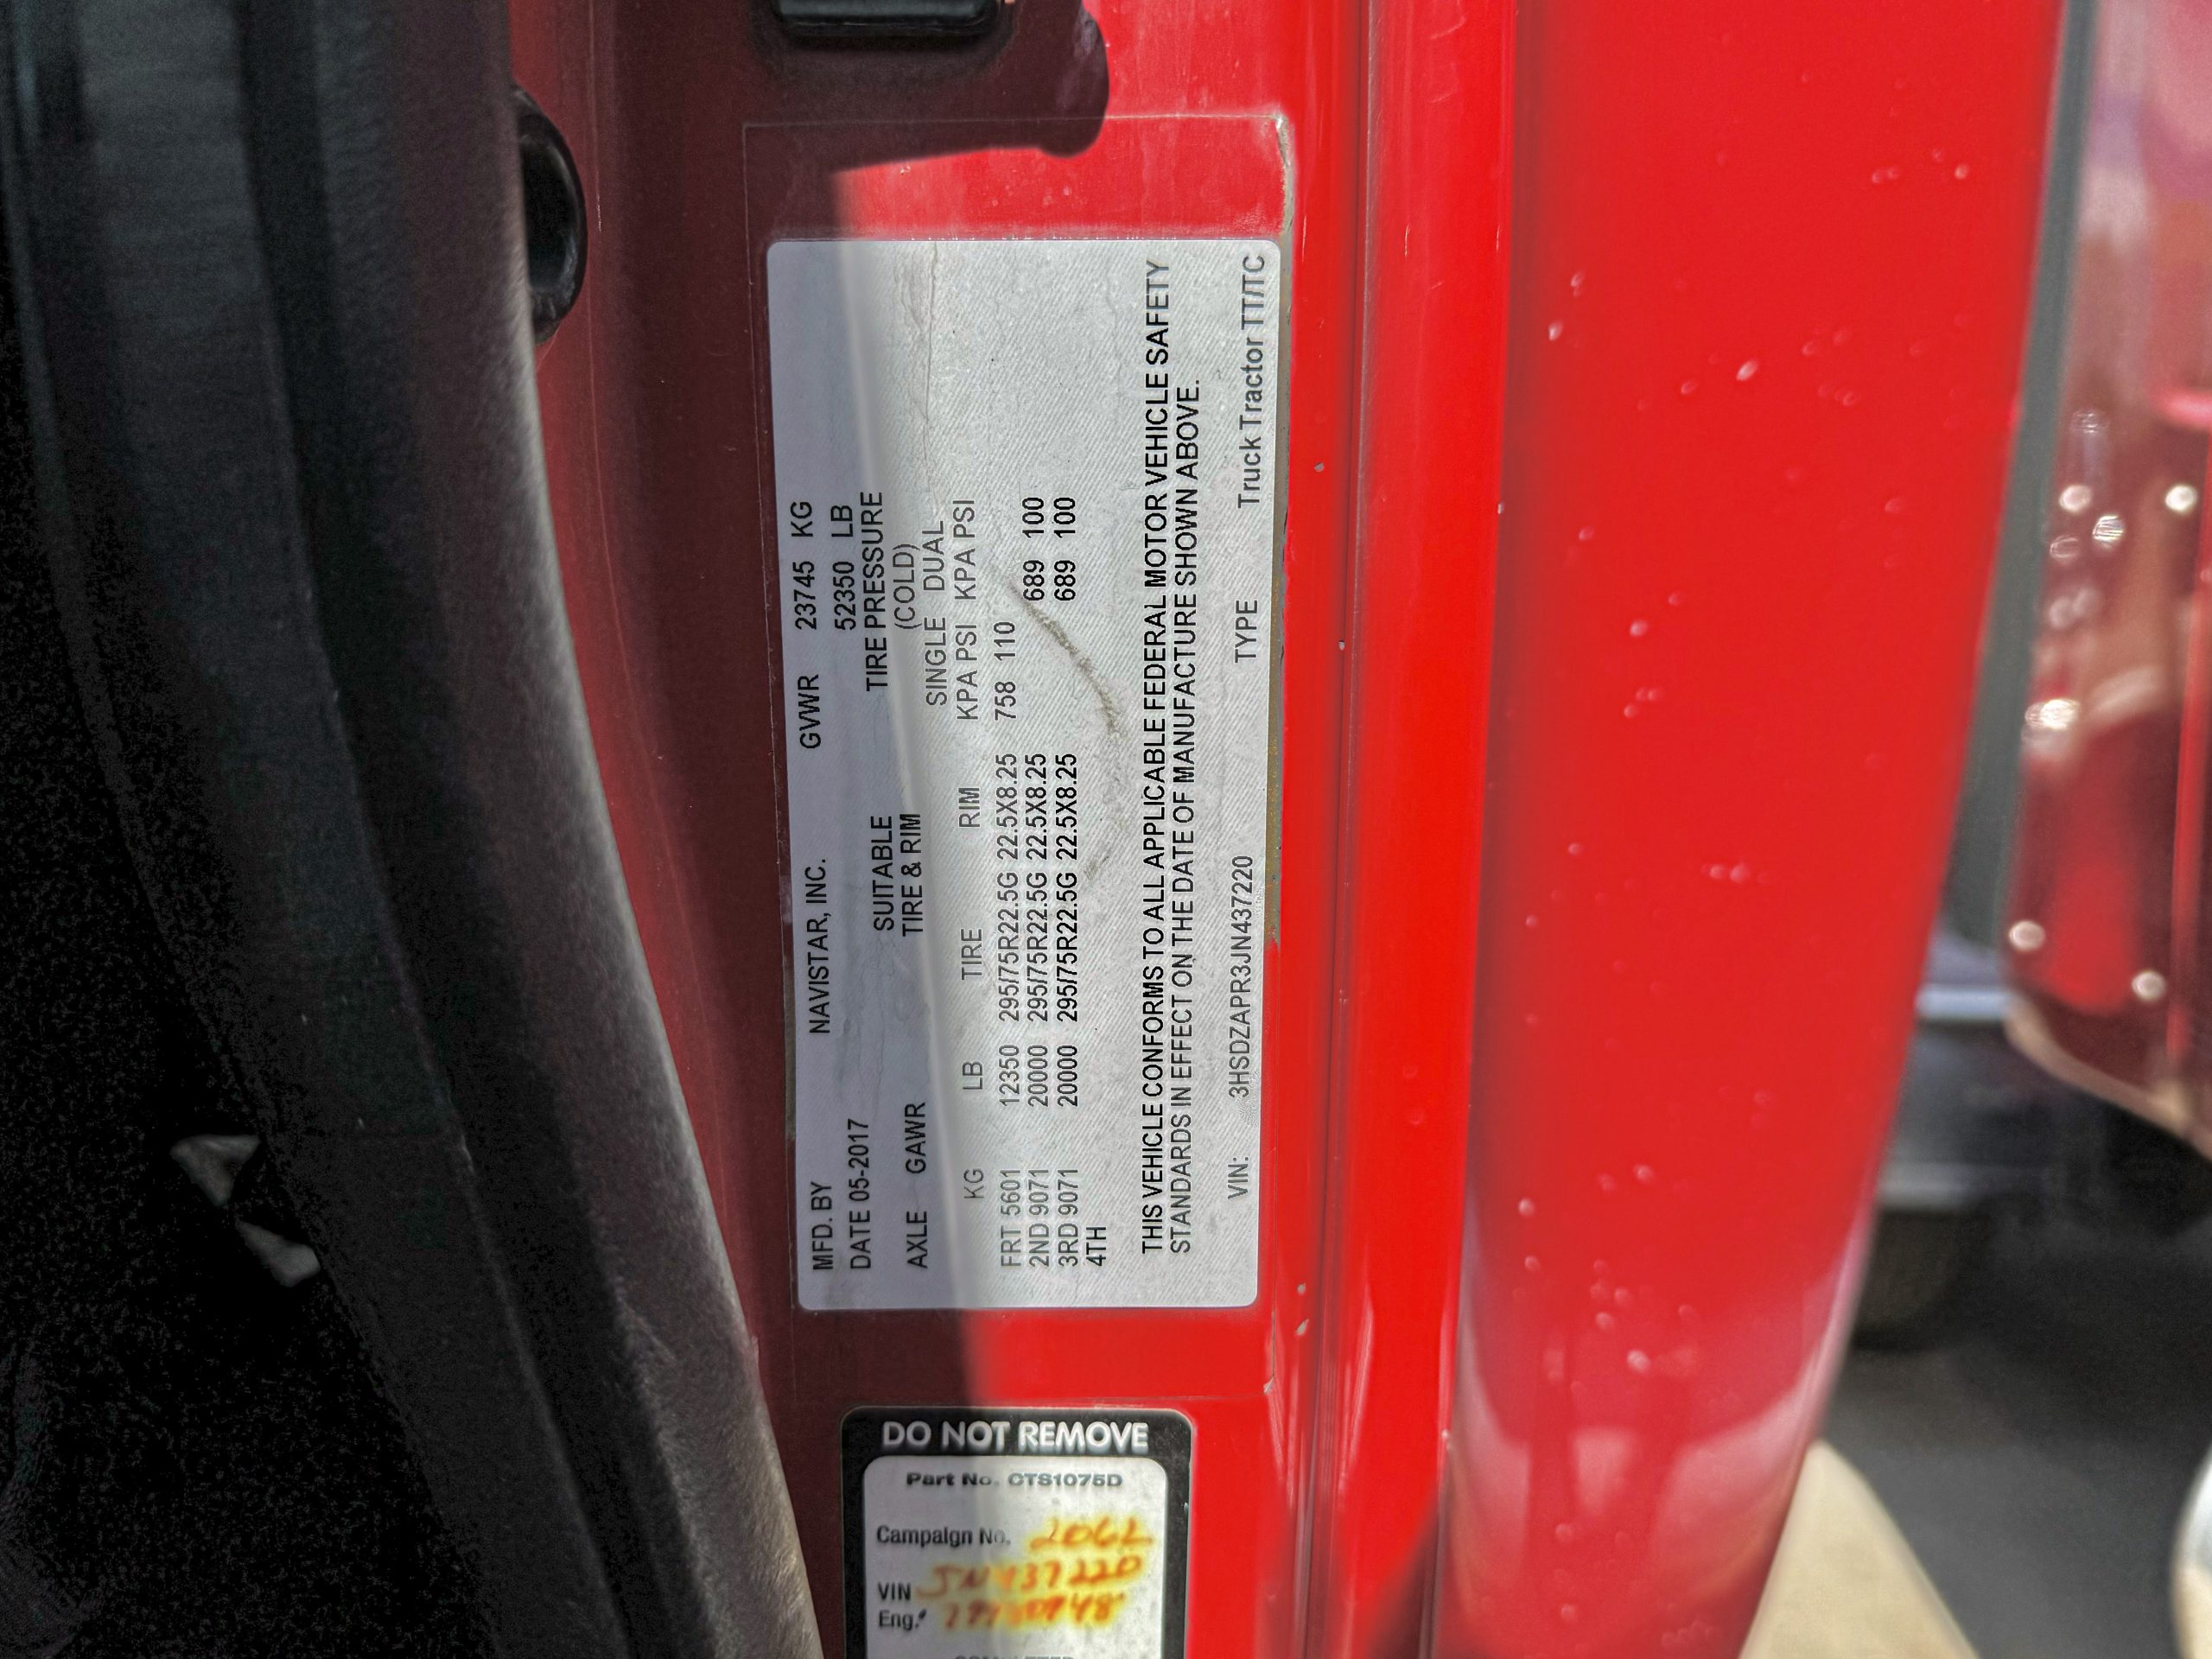 MFD. BY NAVISTAR, INC. GVWR 23745 KG
DATE 05-2017 52350 LB
SUITABLE TIRE PRESSURE
AXLE GAWR TIRE & RIM (COLD)
SINGLE DUAL
KG LB TIRE RIM KPA PSI KPA PSI
FRT 5601 12350 295/75R22.5G 22.5X8.25 758 110
2ND 9071 20000 295/75R22.5G 22.5X8.25 689 100
3RD 9071 20000 295/75R22.5G 22.5X8.25 689 100
4TH
THIS VEHICLE CONFORMS TO ALL APPLICABLE FEDERAL MOTOR VEHICLE SAFETY
STANDARDS IN EFFECT ON THE DATE OF MANUFACTURE SHOWN ABOVE.
VIN: 3HSDZAPR3JN437220 TYPE Truck Tractor TT/TC
DO NOT REMOVE
Part No. CTS1075D
Campaign No. 2062
VIN JN437220
Eng.#